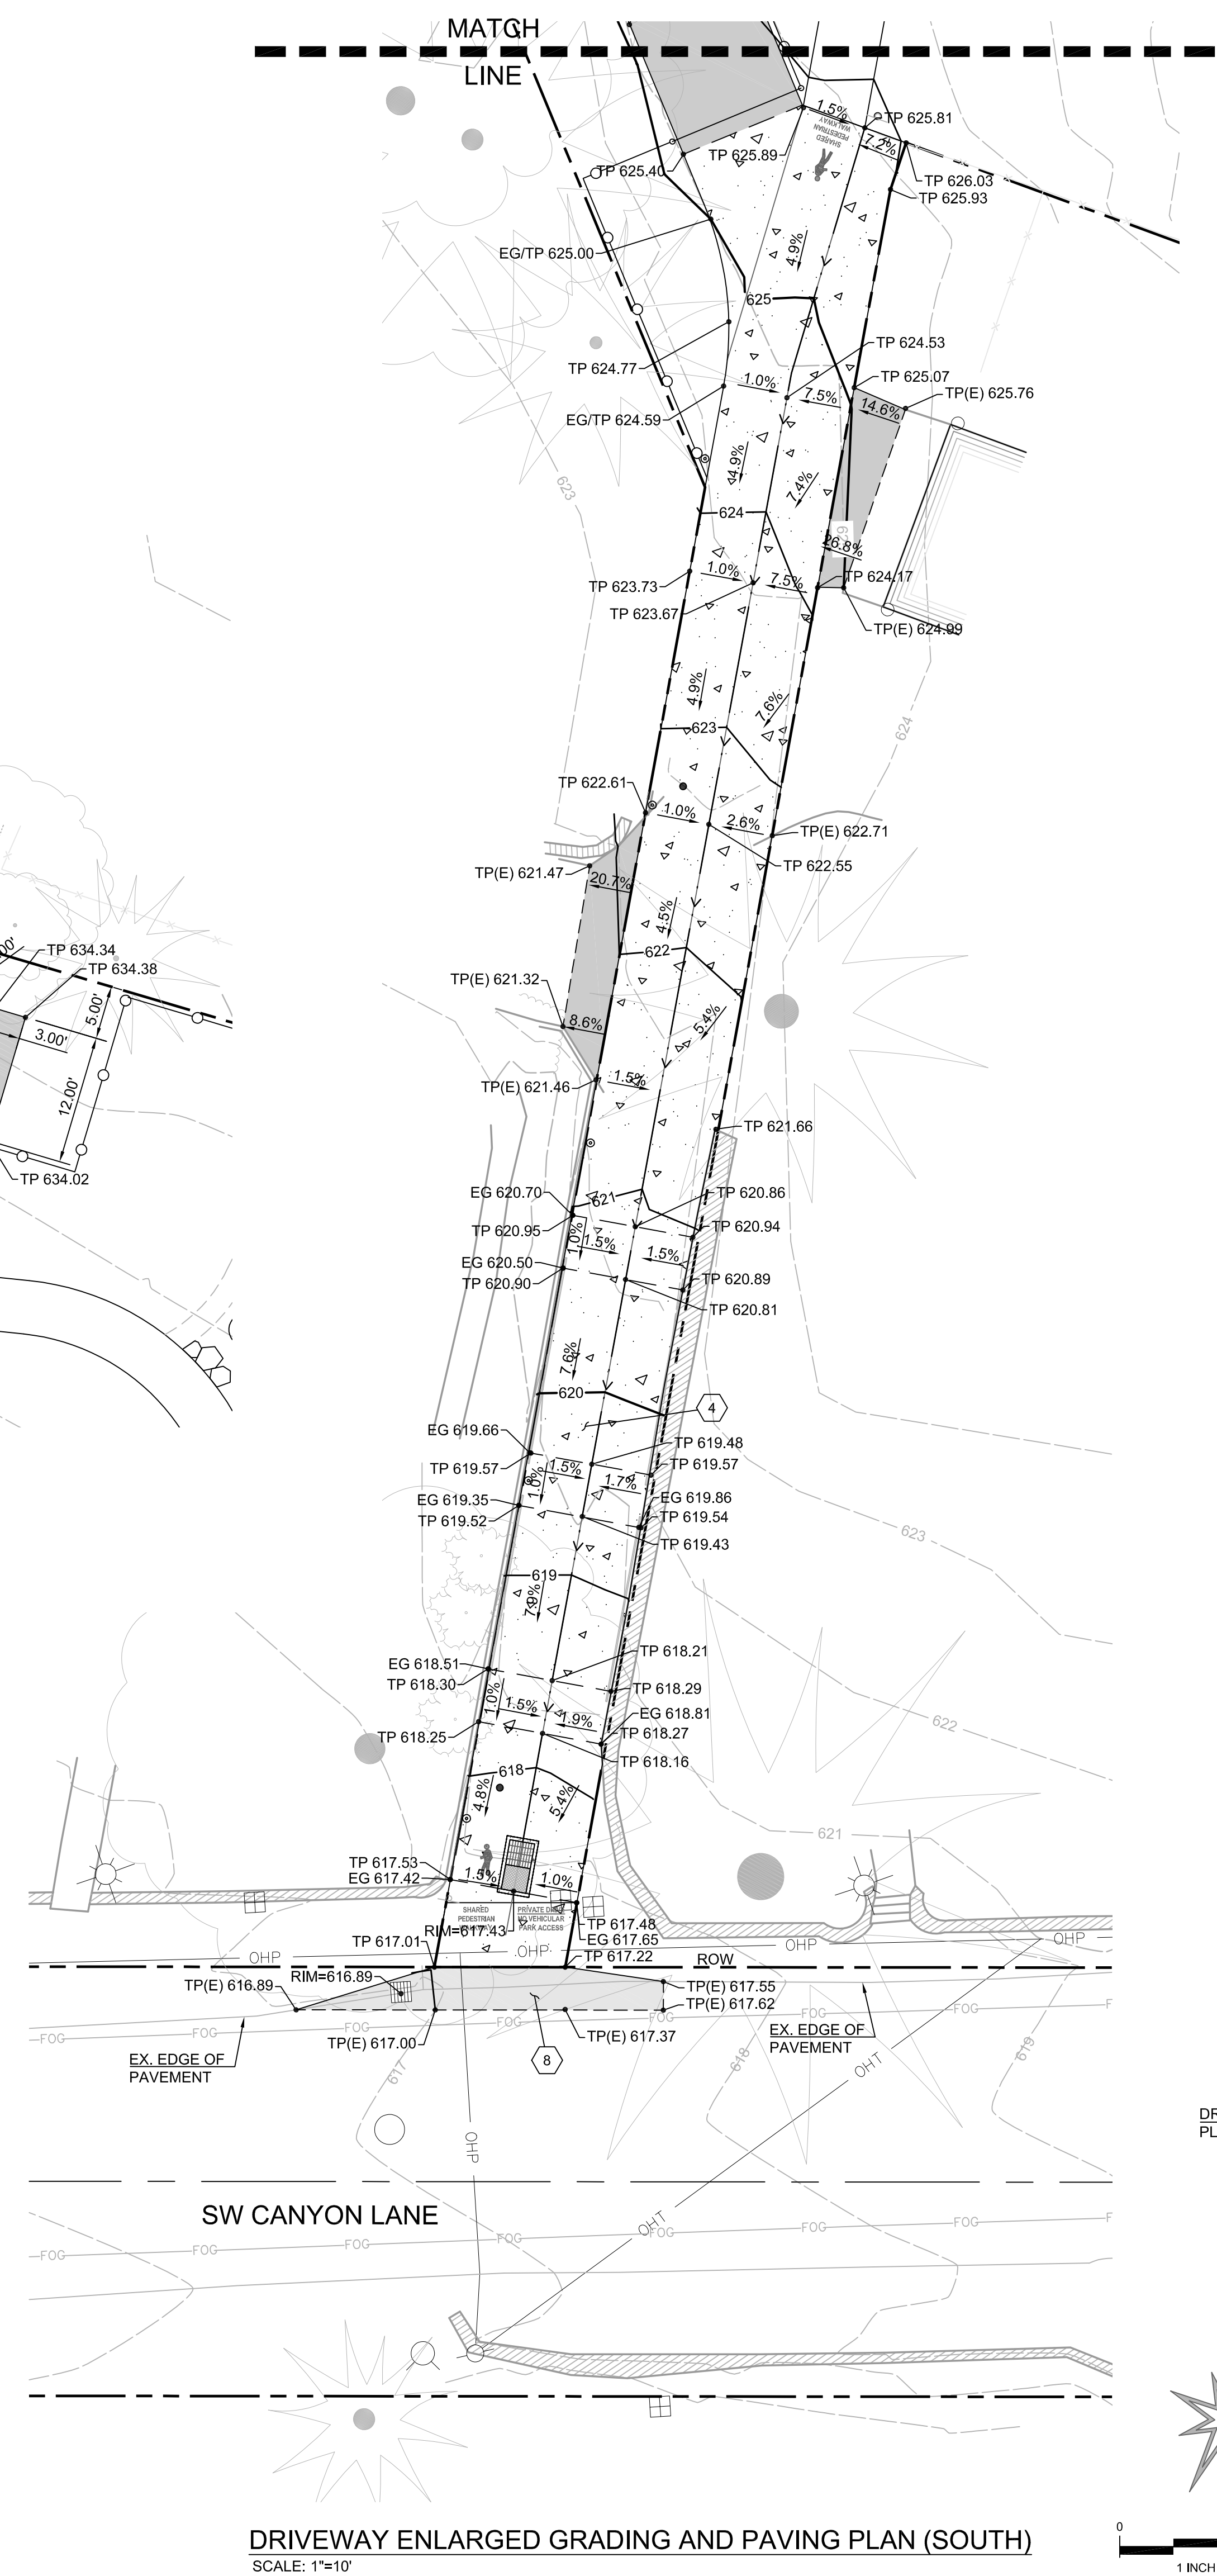 MATCH
LINE
1.5%
TP 625.81
SHARED
PEDESTRIAN
WALKWAY
7.2%
TP 625.89
TP 625.40
TP 626.03
TP 625.93
4.9%
EG/TP 625.00
625
TP 624.53
TP 624.77
TP 625.07
1.0%
7.5%
TP(E) 625.76
14.6%
EG/TP 624.59
4.9%
7.4%
623
624
26.8%
1.0%
7.5%
TP 624.17
TP 623.73
TP 623.67
TP(E) 624.99
4.9%
7.6%
623
624
TP 622.61
1.0%
2.6%
TP(E) 622.71
TP 622.55
TP(E) 621.47
20.7%
4.5%
622
TP 634.34
TP 634.38
5.00'
3.00'
12.00'
TP 634.02
TP(E) 621.32
8.6%
5.4%
TP(E) 621.46
1.5%
TP 621.66
EG 620.70
621
TP 620.86
TP 620.95
TP 620.94
1.0%
1.5%
1.5%
EG 620.50
TP 620.90
TP 620.89
TP 620.81
7.6%
620
4
EG 619.66
TP 619.48
TP 619.57
1.5%
TP 619.57
1.0%
1.7%
EG 619.35
EG 619.86
TP 619.52
TP 619.54
TP 619.43
623
619
7.9%
EG 618.51
TP 618.21
TP 618.30
TP 618.29
1.0%
1.5%
1.9%
EG 618.81
TP 618.25
TP 618.27
TP 618.16
622
618
4.8%
5.4%
621
TP 617.53
EG 617.42
1.5%
1.0%
SHARED
PEDESTRIAN
PRIVATE DRIVE
NO VEHICULAR
PARK ACCESS
RIM=617.43
TP 617.48
EG 617.65
TP 617.01
TP 617.22
OHP
OHP
OHP
OHP
ROW
TP(E) 616.89
RIM=616.89
TP(E) 617.55
TP(E) 617.62
FOG
FOG
FOG
FOG
FOG
FOG
FOG
F
TP(E) 617.00
TP(E) 617.37
EX. EDGE OF
PAVEMENT
EX. EDGE OF
PAVEMENT
8
617
618
619
OHP
OHT
OHT
SW CANYON LANE
FOG
FOG
FOG
FOG
FOG
FOG
FOG
F
DR
PL
DRIVEWAY ENLARGED GRADING AND PAVING PLAN (SOUTH)
SCALE: 1"=10'
0
1 INCH